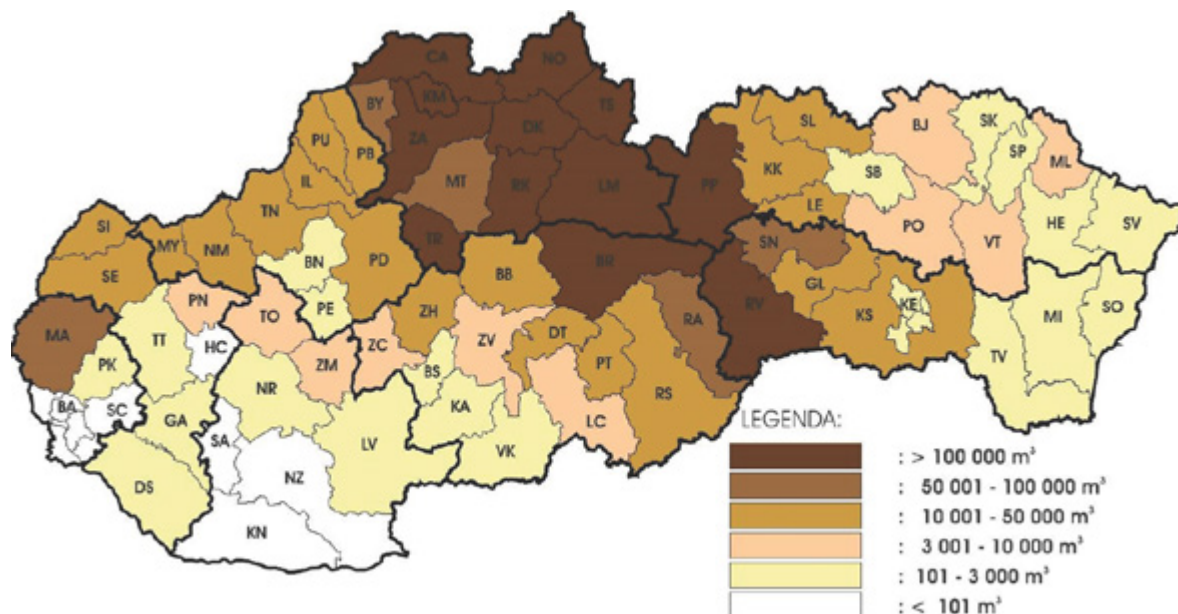 CA
NO
BY
KM
TS
ZA
DK
PU
PB
SL
BJ
SK
IL
MT
RK
LM
PP
KK
SB
SP
ML
TN
LE
SI
MY
NM
TR
PO
VT
HE
SV
SE
BN
PD
BB
BR
SN
PN
TO
PE
ZH
RV
GL
KS
KE
MI
SO
MA
TT
HC
ZM
ZC
ZV
DT
RA
TV
PK
NR
BS
PT
RS
BA
SC
GA
KA
LC
SA
LV
VK
DS
NZ
KN
LEGENDA:
: > 100 000 m³
: 50 001 - 100 000 m³
: 10 001 - 50 000 m³
: 3 001 - 10 000 m³
: 101 - 3 000 m³
: < 101 m³